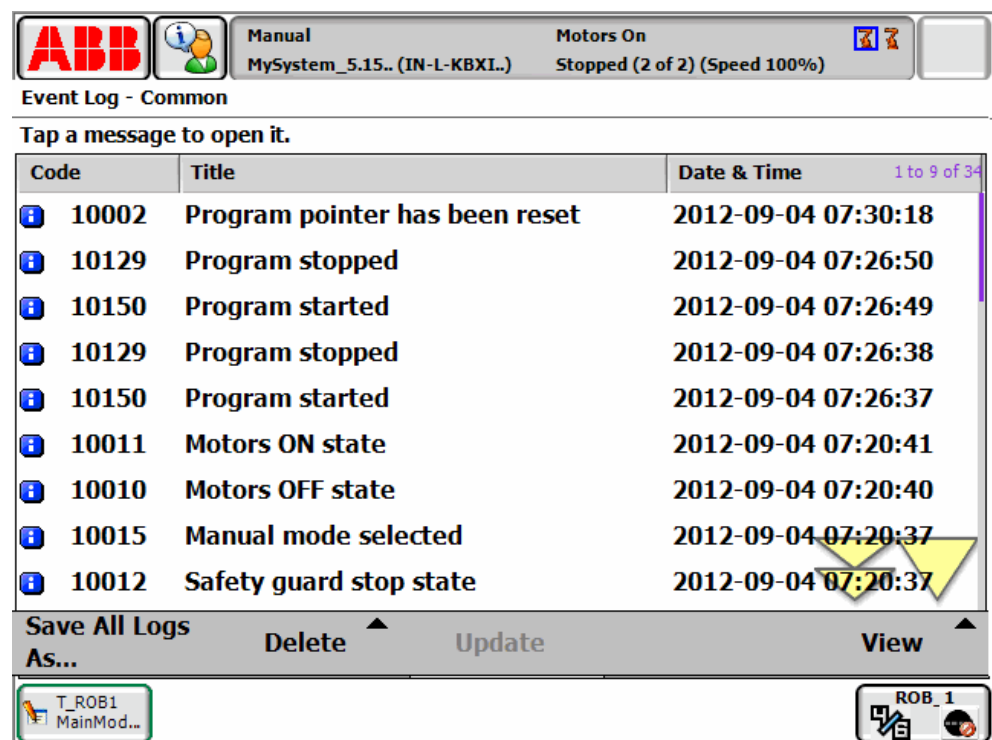 ABB
Manual Motors On
MySystem_5.15.. (IN-L-KBXI..) Stopped (2 of 2) (Speed 100%)
Event Log - Common
Tap a message to open it.
Code Title Date & Time 1 to 9 of 34
10002 Program pointer has been reset 2012-09-04 07:30:18
10129 Program stopped 2012-09-04 07:26:50
10150 Program started 2012-09-04 07:26:49
10129 Program stopped 2012-09-04 07:26:38
10150 Program started 2012-09-04 07:26:37
10011 Motors ON state 2012-09-04 07:20:41
10010 Motors OFF state 2012-09-04 07:20:40
10015 Manual mode selected 2012-09-04 07:20:37
10012 Safety guard stop state 2012-09-04 07:20:37
Save All Logs
As... Delete Update View
T_ROB1
MainMod...
ROB_1